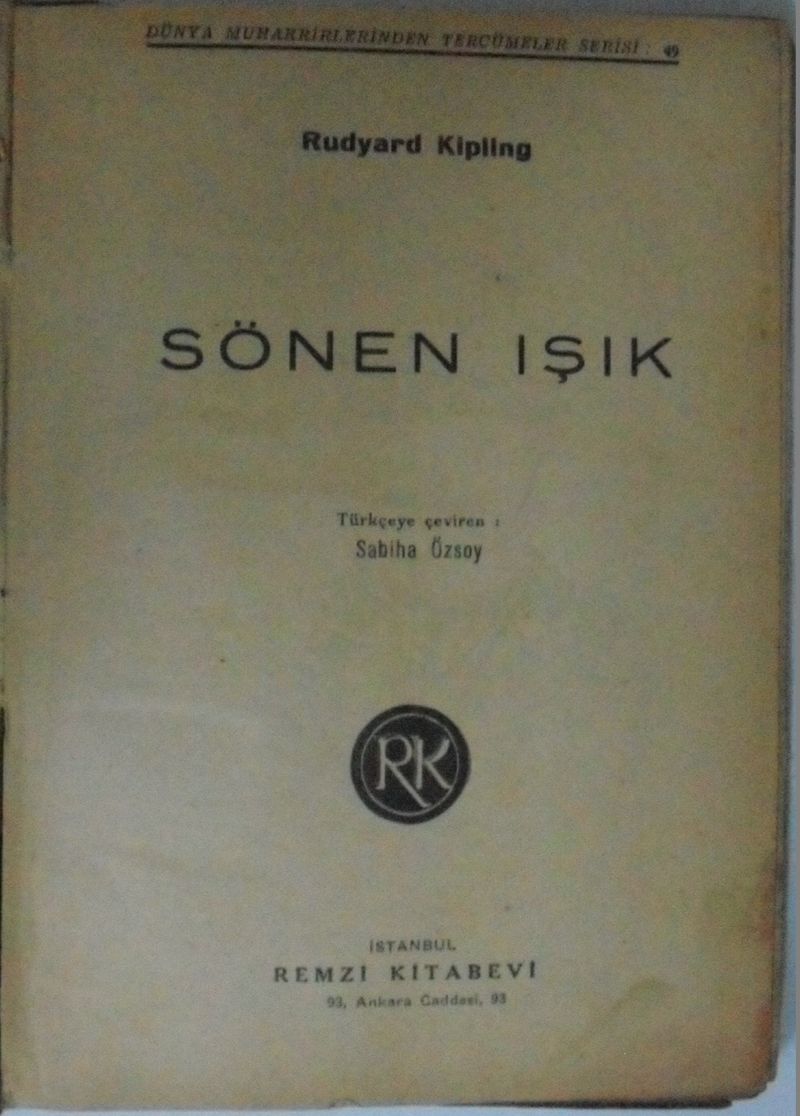 DÜNYA MUHARRİRLERİNDEN TERCÜMELER SERİSİ : 49
Rudyard Kipling
SÖNEN IŞIK
Türkçeye çeviren :
Sabiha Özsoy
RK
İSTANBUL
REMZİ KİTABEVİ
93, Ankara Caddesi, 93